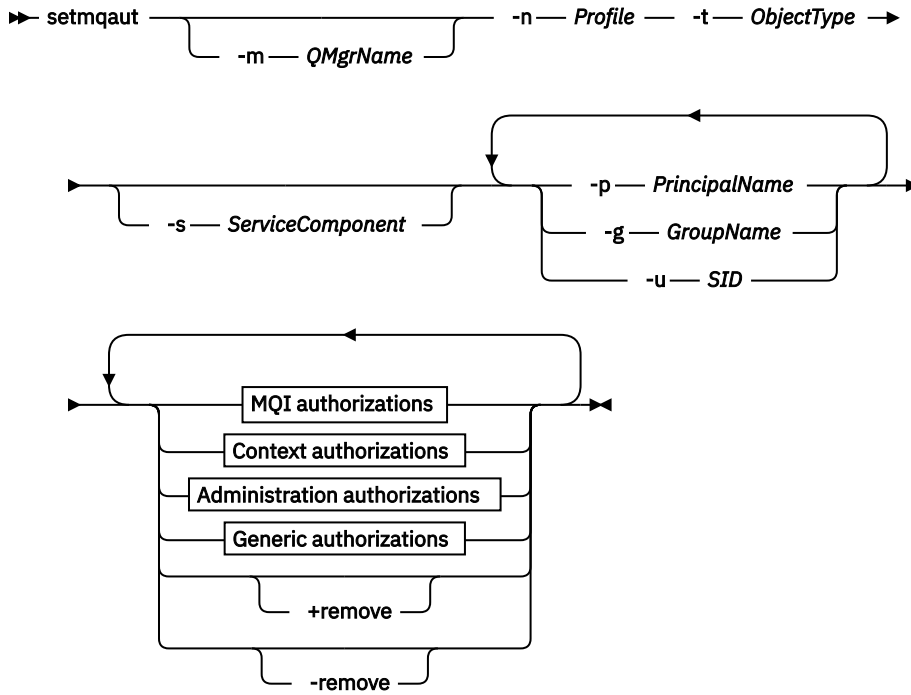 setmqaut -n Profile -t ObjectType
-m QMgrName
-p PrincipalName
-s ServiceComponent
-g GroupName
-u SID
MQI authorizations
Context authorizations
Administration authorizations
Generic authorizations
+remove
-remove